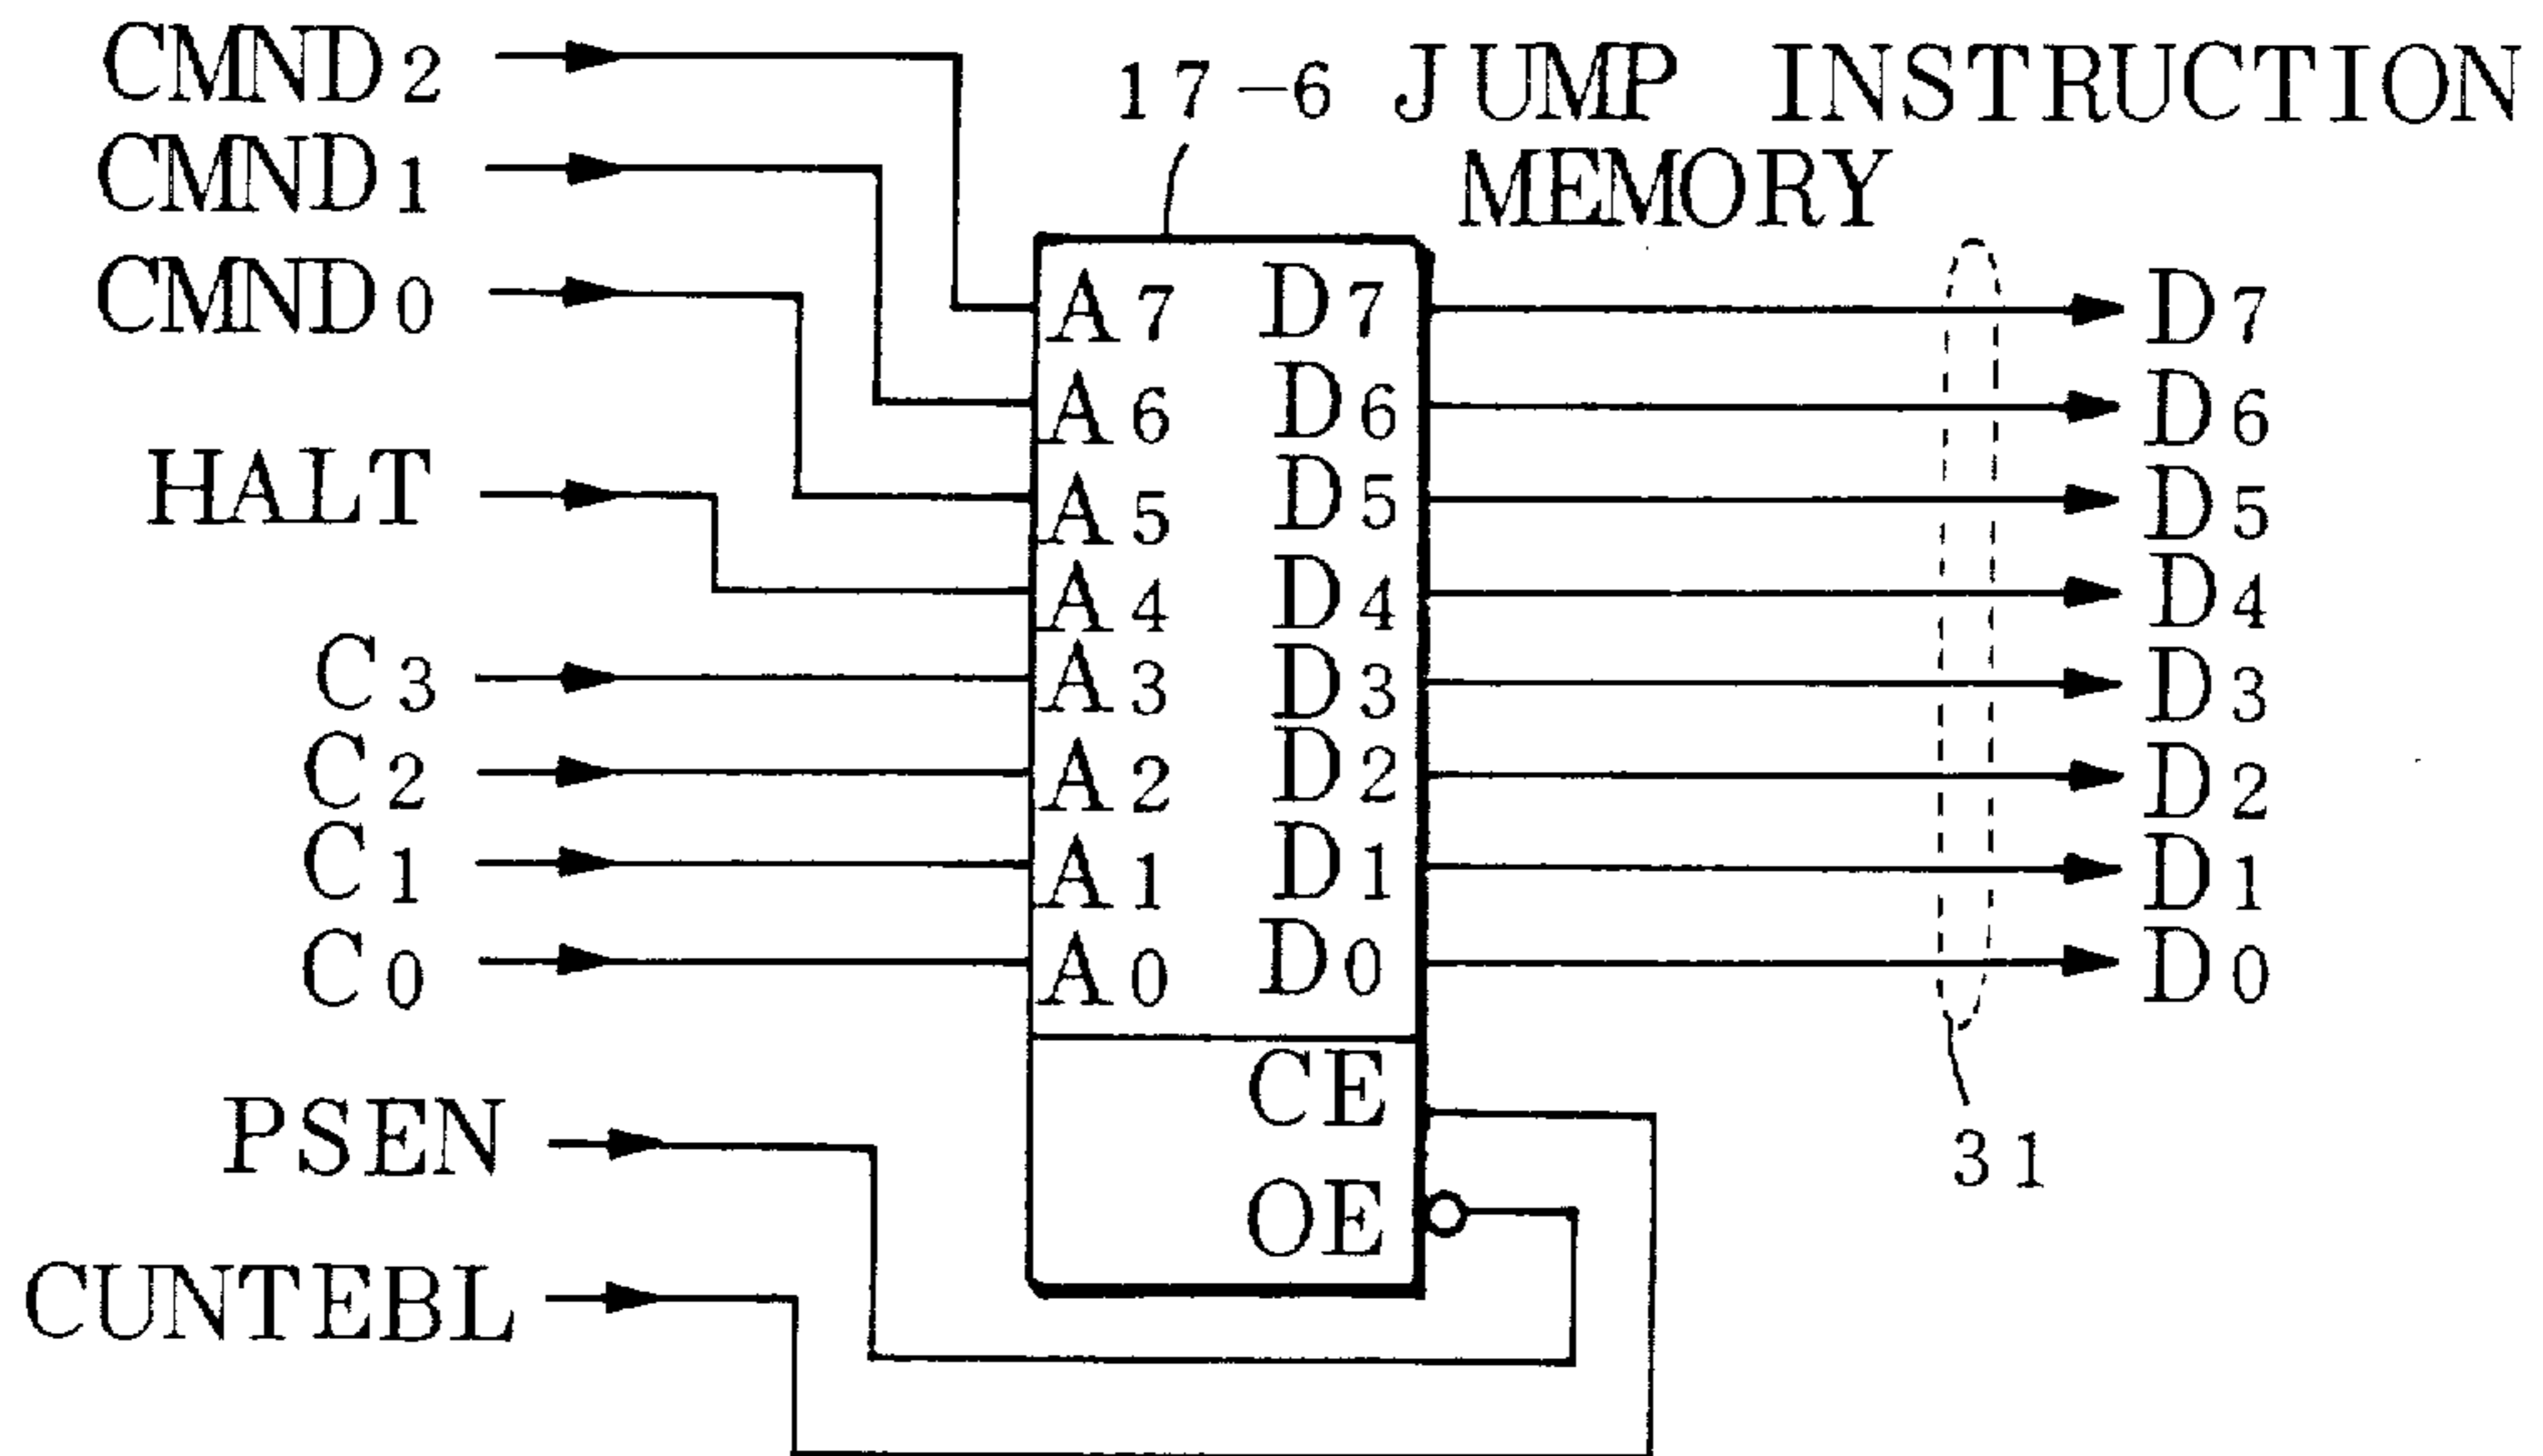 CMND2
17-6 JUMP INSTRUCTION
MEMORY
CMND1
CMND0
HALT
C3
C2
C1
C0
PSEN
CUNTEBL
A7 D7
A6 D6
A5 D5
A4 D4
A3 D3
A2 D2
A1 D1
A0 D0
CE
OE
D7
D6
D5
D4
D3
D2
D1
D0
31